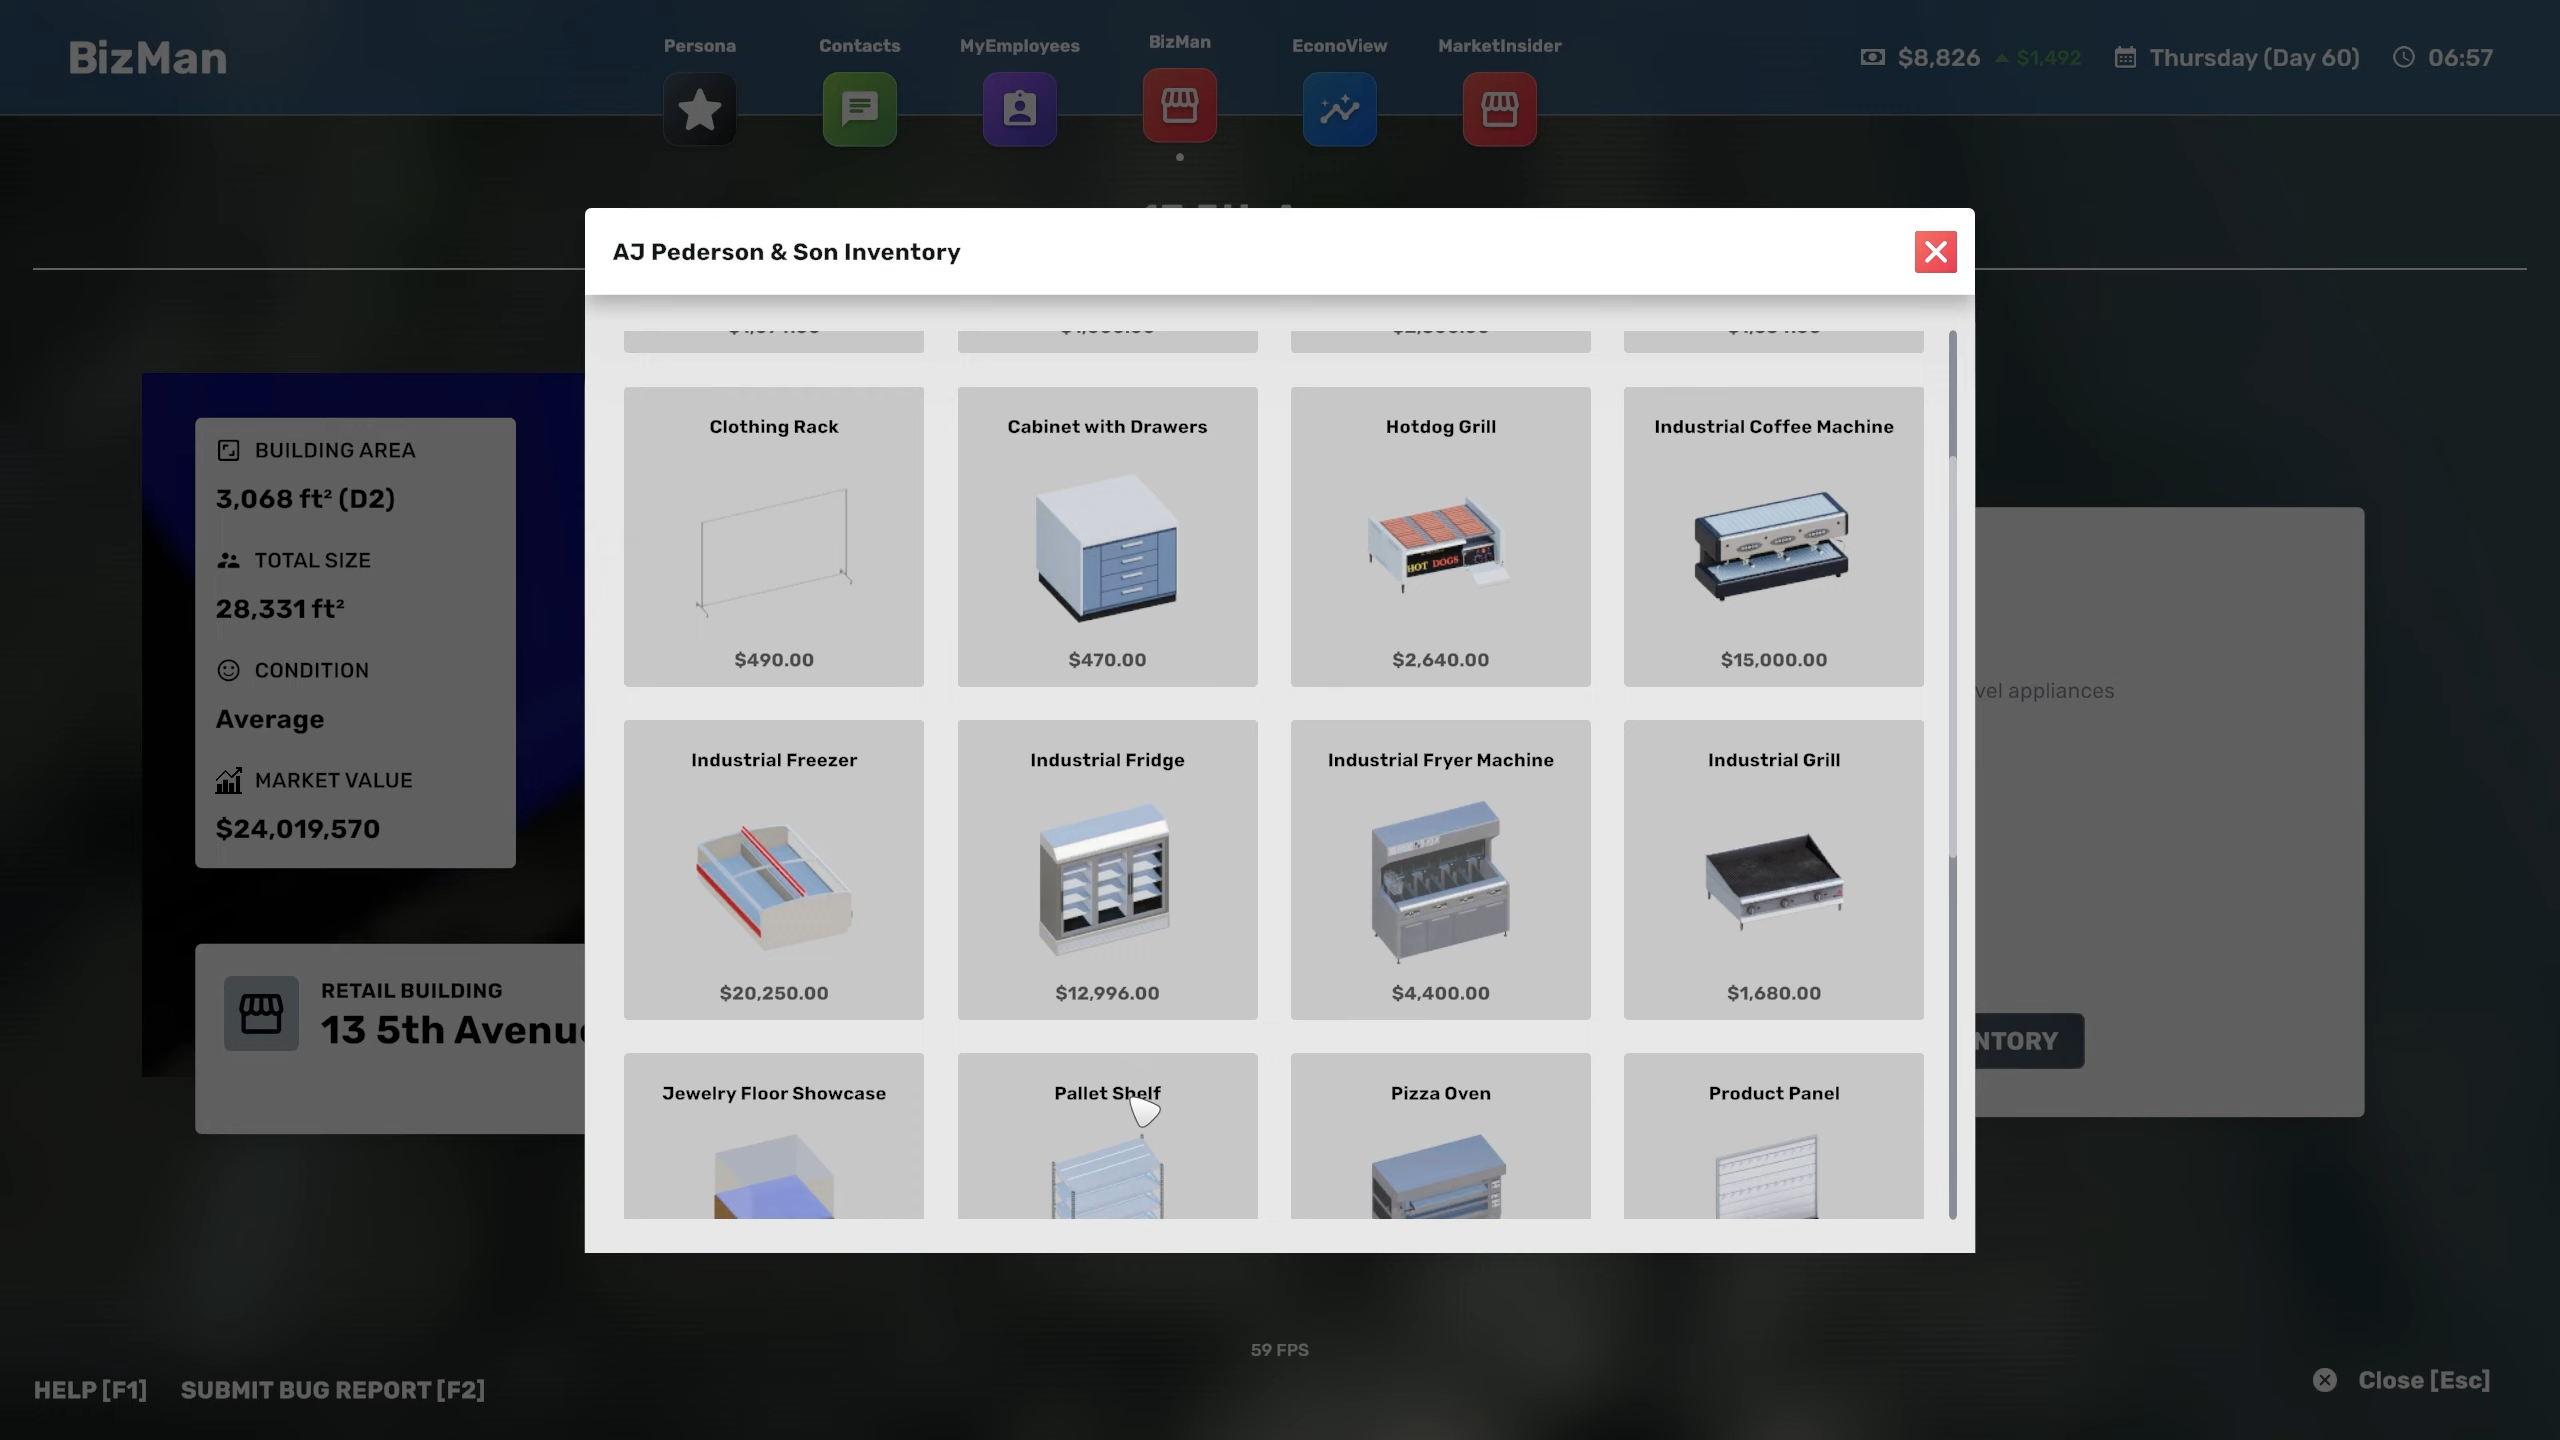 BizMan
Persona
Contacts
MyEmployees
BizMan
EconoView
MarketInsider
$8,826
$1,492
Thursday (Day 60)
06:57
AJ Pederson & Son Inventory
Clothing Rack
$490.00
Cabinet with Drawers
$470.00
Hotdog Grill
HOT DOGS
$2,640.00
Industrial Coffee Machine
$15,000.00
Industrial Freezer
$20,250.00
Industrial Fridge
$12,996.00
Industrial Fryer Machine
$4,400.00
Industrial Grill
$1,680.00
Jewelry Floor Showcase
Pallet Shelf
Pizza Oven
Product Panel
BUILDING AREA
3,068 ft² (D2)
TOTAL SIZE
28,331 ft²
CONDITION
Average
MARKET VALUE
$24,019,570
RETAIL BUILDING
13 5th Avenu
vel appliances
NTORY
59 FPS
HELP [F1]
SUBMIT BUG REPORT [F2]
Close [Esc]